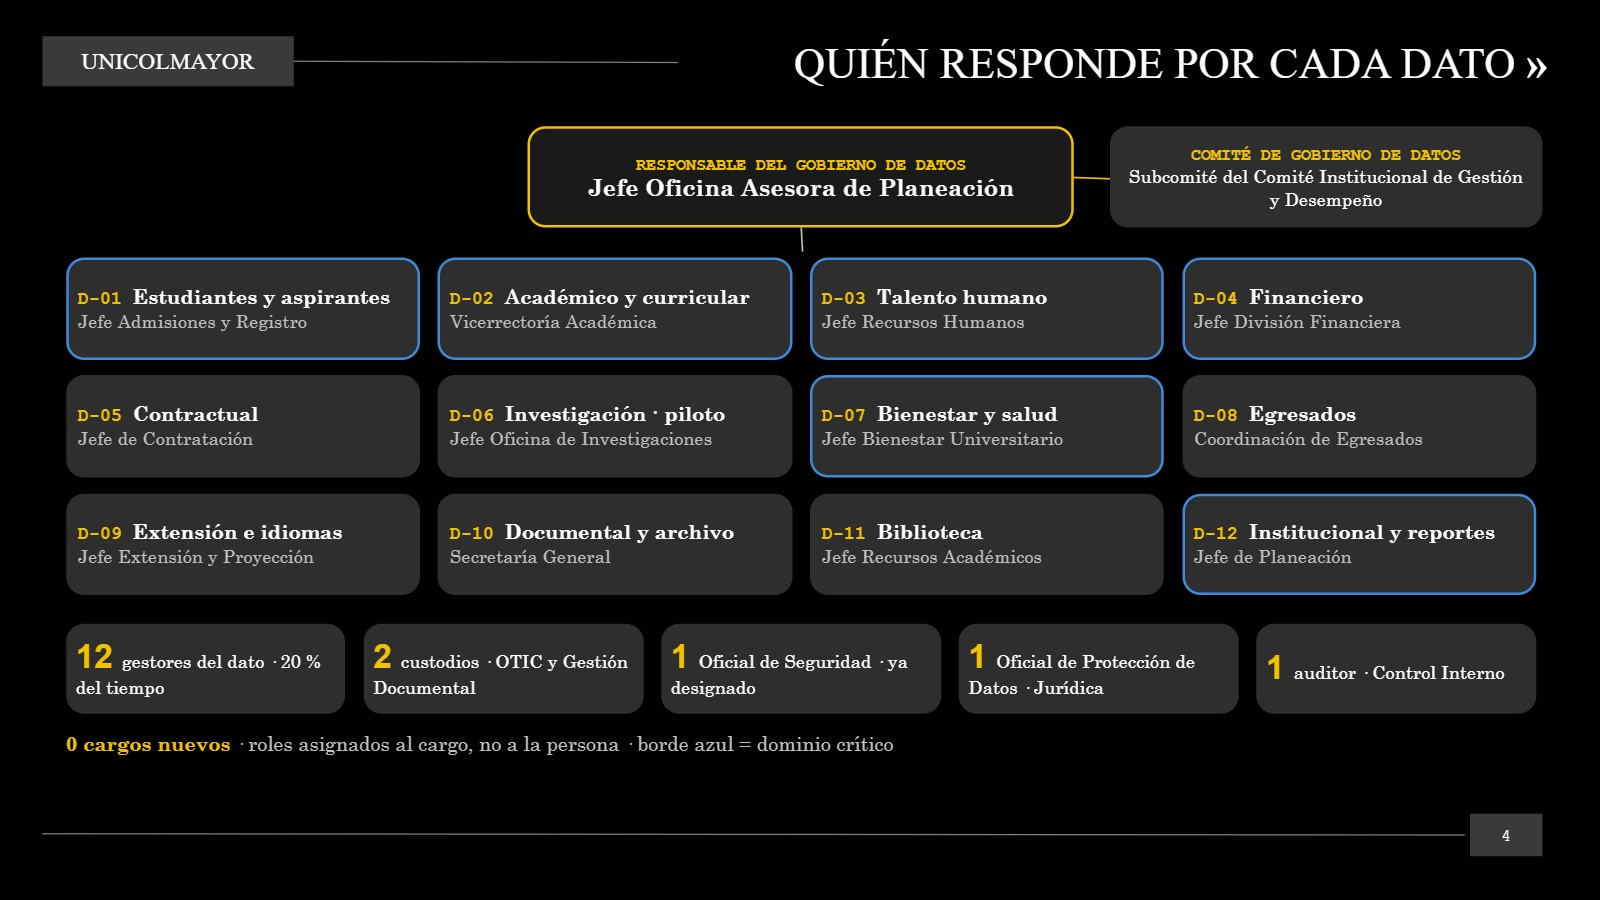 UNICOLMAYOR
QUIÉN RESPONDE POR CADA DATO »
RESPONSABLE DEL GOBIERNO DE DATOS
Jefe Oficina Asesora de Planeación
COMITÉ DE GOBIERNO DE DATOS
Subcomité del Comité Institucional de Gestión
y Desempeño
D-01 Estudiantes y aspirantes
Jefe Admisiones y Registro
D-02 Académico y curricular
Vicerrectoría Académica
D-03 Talento humano
Jefe Recursos Humanos
D-04 Financiero
Jefe División Financiera
D-05 Contractual
Jefe de Contratación
D-06 Investigación · piloto
Jefe Oficina de Investigaciones
D-07 Bienestar y salud
Jefe Bienestar Universitario
D-08 Egresados
Coordinación de Egresados
D-09 Extensión e idiomas
Jefe Extensión y Proyección
D-10 Documental y archivo
Secretaría General
D-11 Biblioteca
Jefe Recursos Académicos
D-12 Institucional y reportes
Jefe de Planeación
12 gestores del dato · 20 %
del tiempo
2 custodios · OTIC y Gestión
Documental
1 Oficial de Seguridad · ya
designado
1 Oficial de Protección de
Datos · Jurídica
1 auditor · Control Interno
0 cargos nuevos · roles asignados al cargo, no a la persona · borde azul = dominio crítico
4